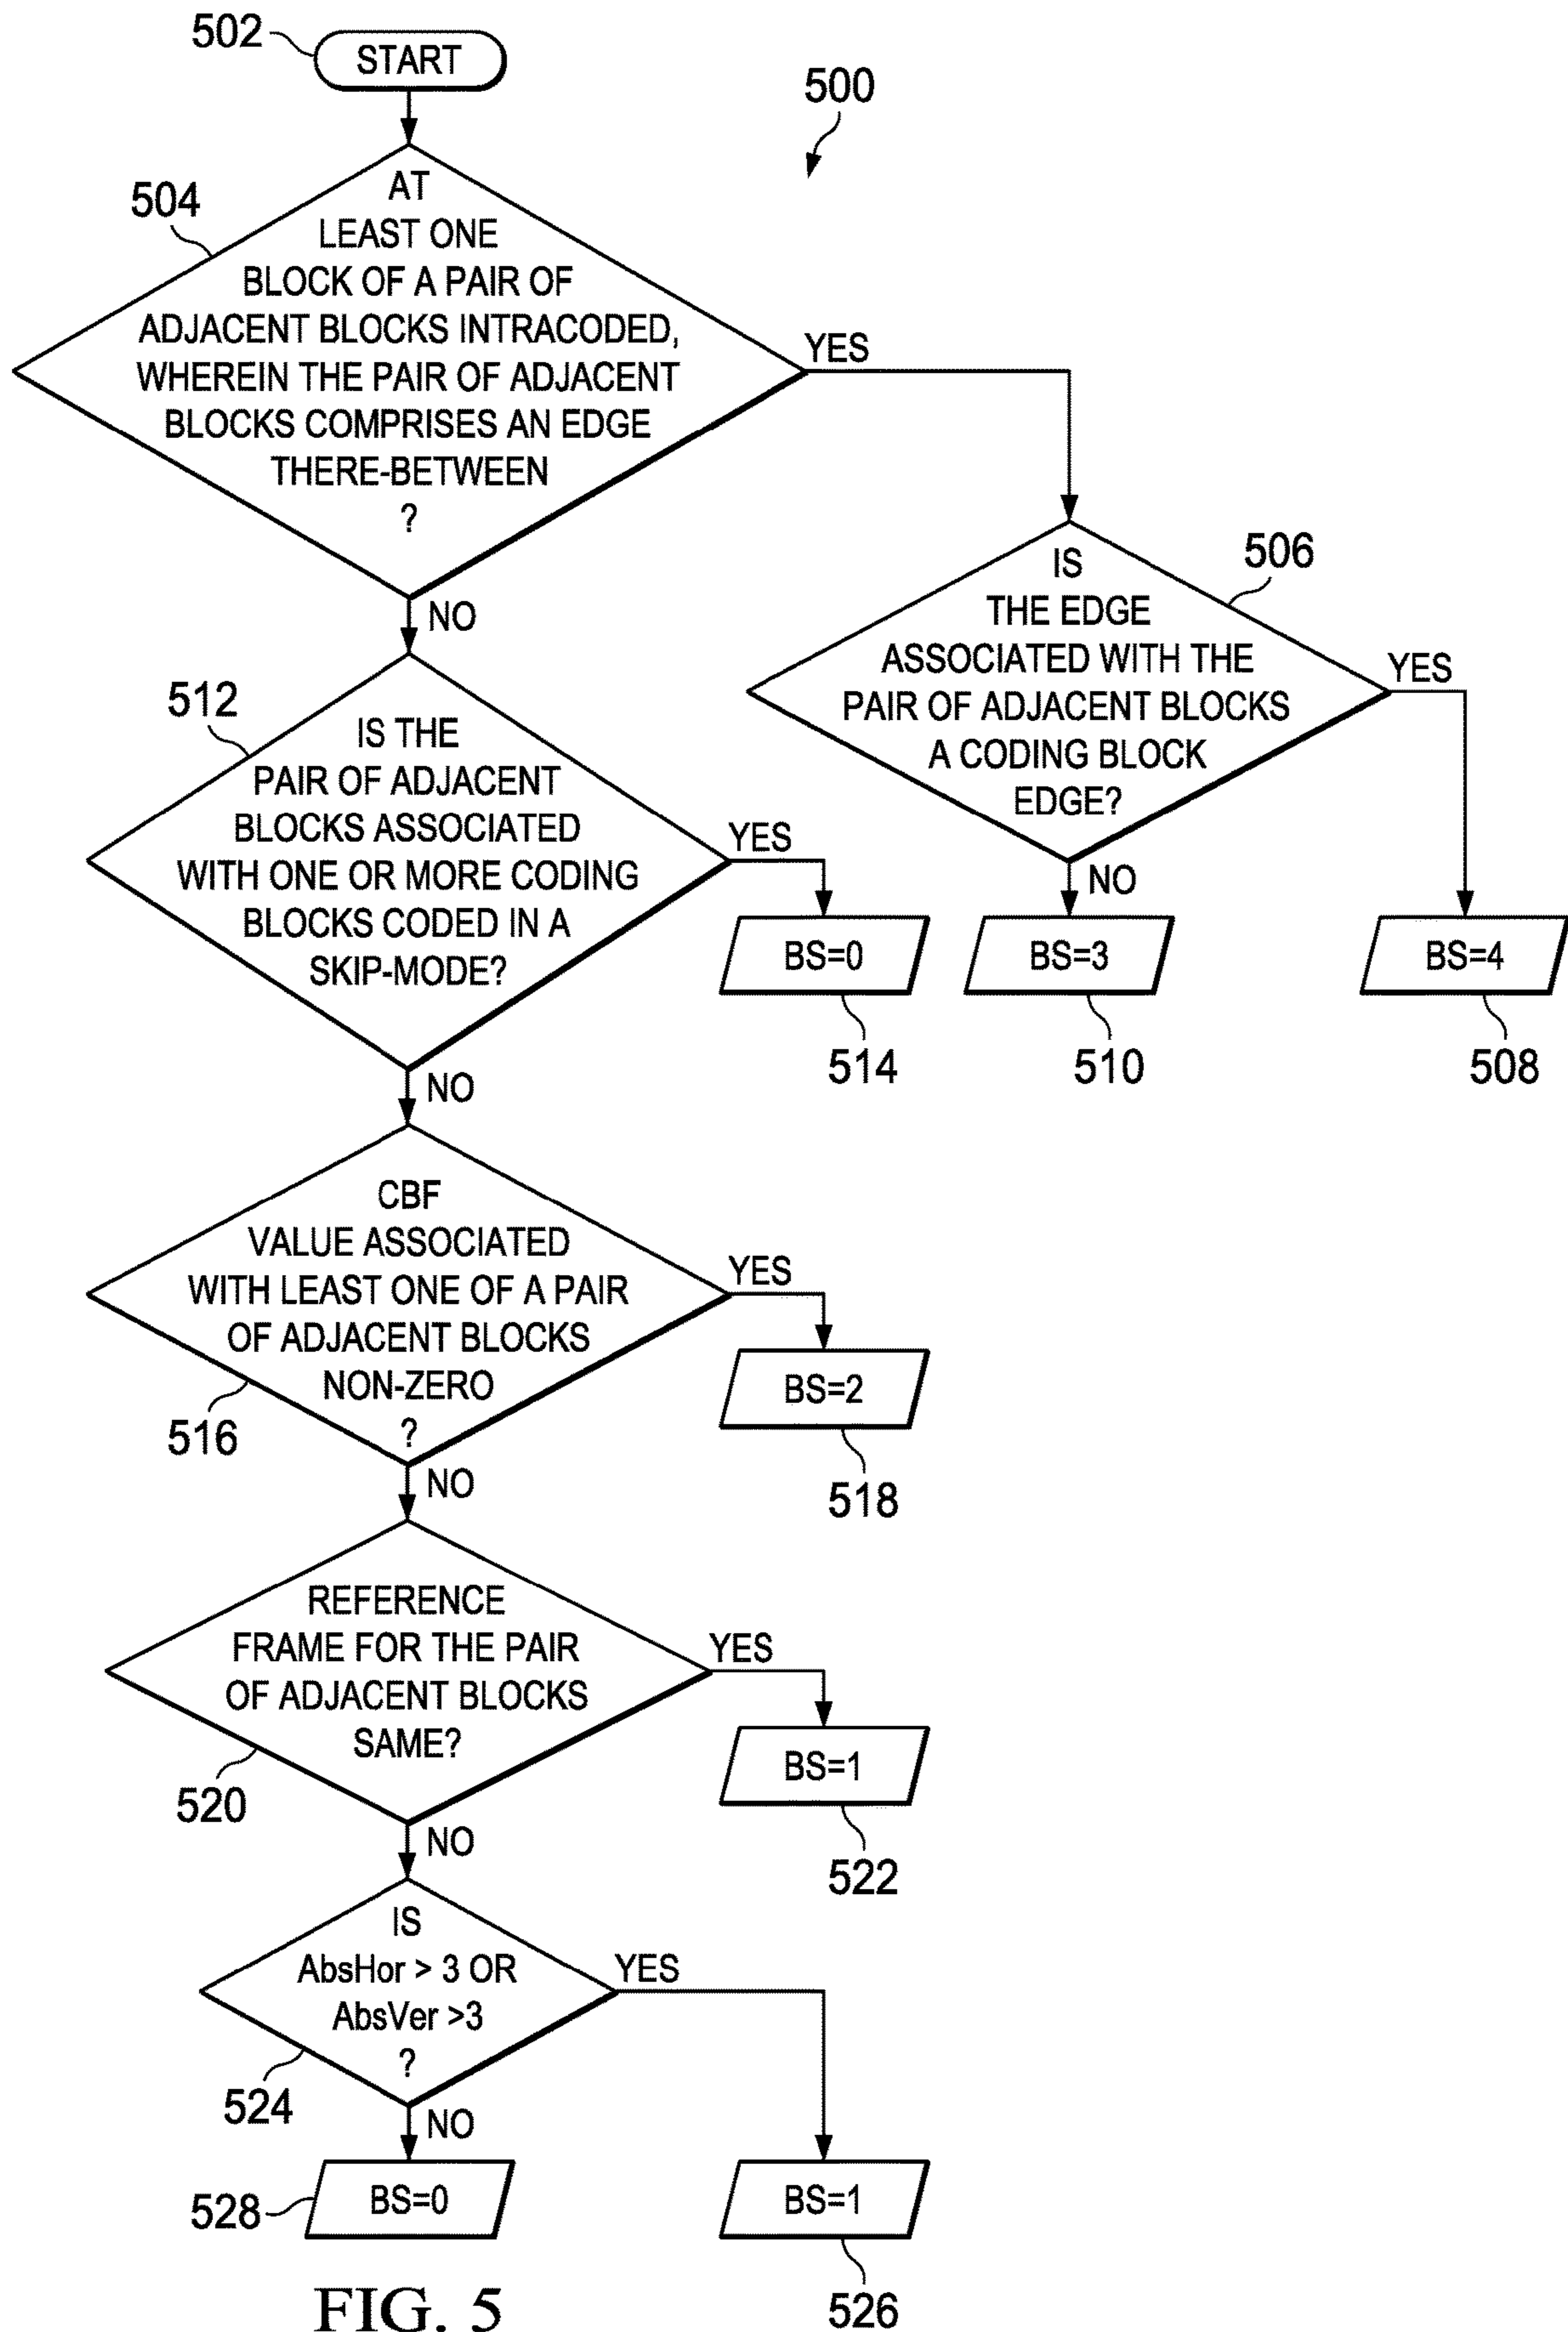 502
START
500
504
AT
LEAST ONE
BLOCK OF A PAIR OF
ADJACENT BLOCKS INTRACODED,
WHEREIN THE PAIR OF ADJACENT
BLOCKS COMPRISES AN EDGE
THERE-BETWEEN
?
YES
NO
506
IS
THE EDGE
ASSOCIATED WITH THE
PAIR OF ADJACENT BLOCKS
A CODING BLOCK
EDGE?
YES
NO
512
IS THE
PAIR OF ADJACENT
BLOCKS ASSOCIATED
WITH ONE OR MORE CODING
BLOCKS CODED IN A
SKIP-MODE?
YES
NO
BS=0
514
BS=3
510
BS=4
508
CBF
VALUE ASSOCIATED
WITH LEAST ONE OF A PAIR
OF ADJACENT BLOCKS
NON-ZERO
?
516
YES
NO
BS=2
518
REFERENCE
FRAME FOR THE PAIR
OF ADJACENT BLOCKS
SAME?
520
YES
NO
BS=1
522
IS
AbsHor > 3 OR
AbsVer >3
?
524
YES
NO
528
BS=0
BS=1
526
FIG. 5